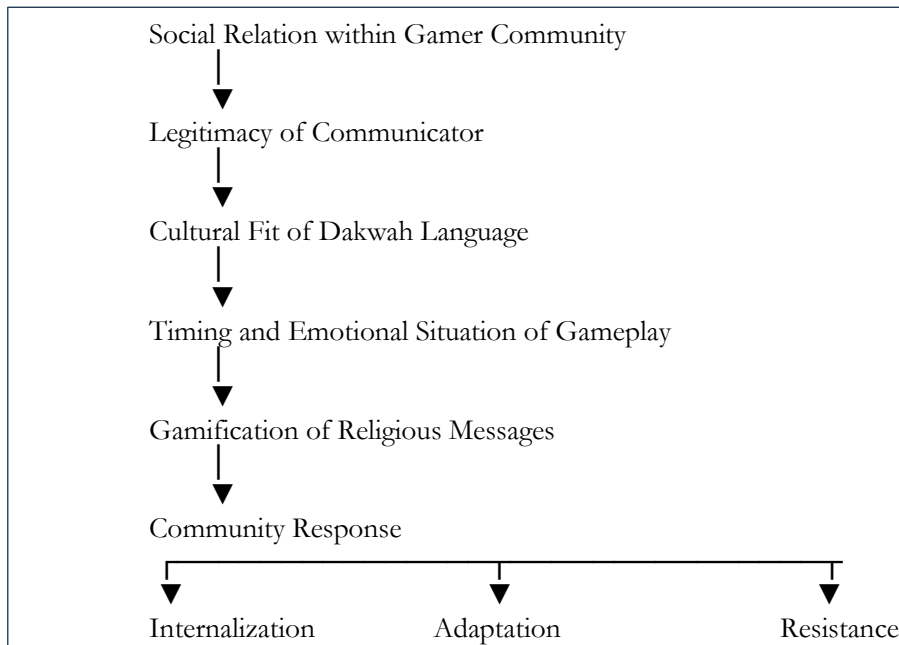 Social Relation within Gamer Community
Legitimacy of Communicator
Cultural Fit of Dakwah Language
Timing and Emotional Situation of Gameplay
Gamification of Religious Messages
Community Response
Internalization Adaptation Resistance